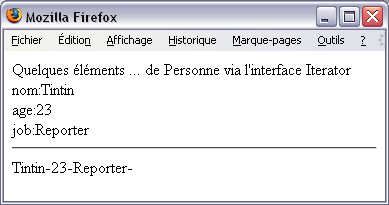 Mozilla Firefox
Fichier Édition Affichage Historique Marque-pages Outils ?
Quelques éléments ... de Personne via l'interface Iterator
nom:Tintin
age:23
job:Reporter
Tintin-23-Reporter-